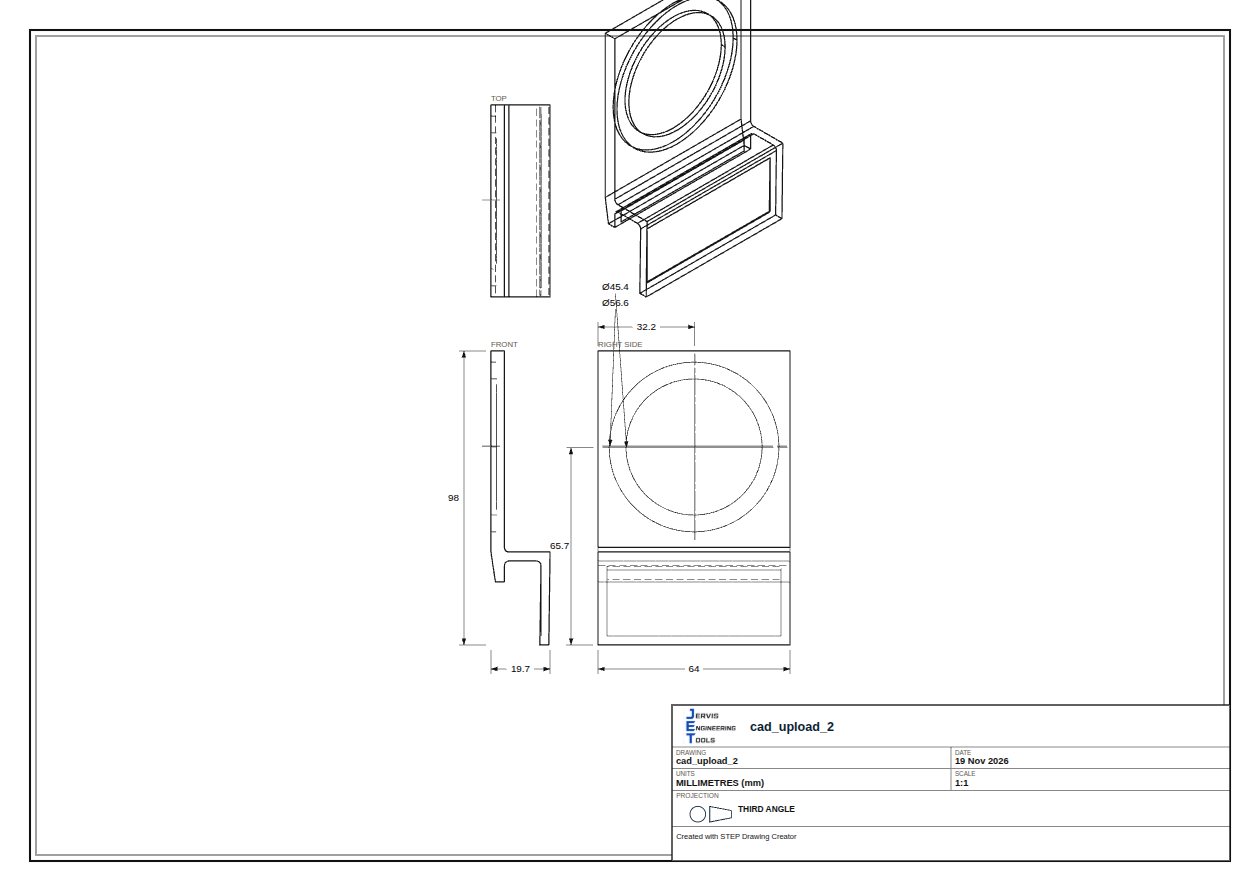 TOP
Ø45.4
Ø56.6
32.2
FRONT
RIGHT SIDE
98
65.7
19.7
64
JERVIS
ENGINEERING
TOOLS
cad_upload_2
DRAWING
cad_upload_2
DATE
19 Nov 2026
UNITS
MILLIMETRES (mm)
SCALE
1:1
PROJECTION
THIRD ANGLE
Created with STEP Drawing Creator